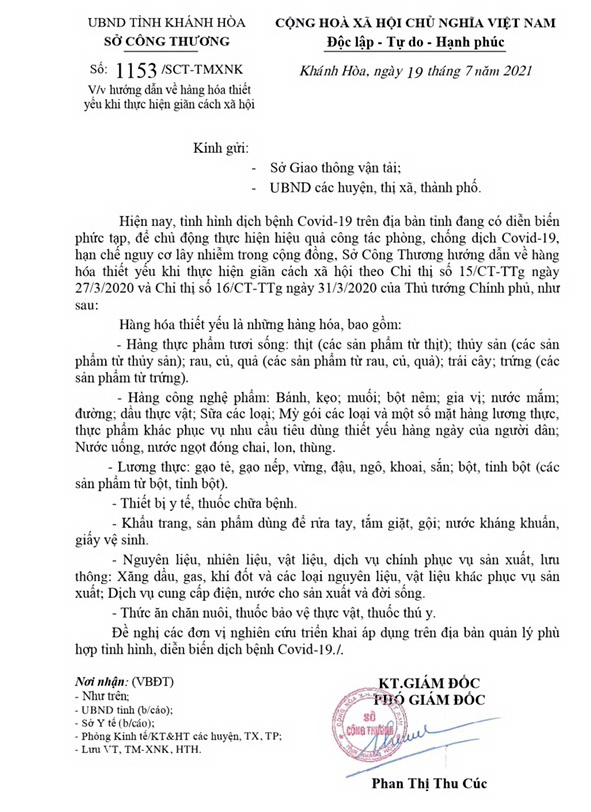 UBND TỈNH KHÁNH HÒA
SỞ CÔNG THƯƠNG
CỘNG HOÀ XÃ HỘI CHỦ NGHĨA VIỆT NAM
Độc lập - Tự do - Hạnh phúc
Số: 1153 /SCT-TMXNK
Khánh Hòa, ngày 19 tháng 7 năm 2021
V/v hướng dẫn về hàng hóa thiết
yếu khi thực hiện giãn cách xã hội
Kính gửi:
- Sở Giao thông vận tải;
- UBND các huyện, thị xã, thành phố.
Hiện nay, tình hình dịch bệnh Covid-19 trên địa bàn tỉnh đang có diễn biến
phức tạp, để chủ động thực hiện hiệu quả công tác phòng, chống dịch Covid-19,
hạn chế nguy cơ lây nhiễm trong cộng đồng, Sở Công Thương hướng dẫn về hàng
hóa thiết yếu khi thực hiện giãn cách xã hội theo Chỉ thị số 15/CT-TTg ngày
27/3/2020 và Chỉ thị số 16/CT-TTg ngày 31/3/2020 của Thủ tướng Chính phủ, như
sau:
Hàng hóa thiết yếu là những hàng hóa, bao gồm:
- Hàng thực phẩm tươi sống: thịt (các sản phẩm từ thịt); thủy sản (các sản
phẩm từ thủy sản); rau, củ, quả (các sản phẩm từ rau, củ, quả); trái cây; trứng (các
sản phẩm từ trứng).
- Hàng công nghệ phẩm: Bánh, kẹo; muối; bột nêm; gia vị; nước mắm;
đường; dầu thực vật; Sữa các loại; Mỳ gói các loại và một số mặt hàng lương thực,
thực phẩm khác phục vụ nhu cầu tiêu dùng thiết yếu hàng ngày của người dân;
Nước uống, nước ngọt đóng chai, lon, thùng.
- Lương thực: gạo tẻ, gạo nếp, vừng, đậu, ngô, khoai, sắn; bột, tinh bột (các
sản phẩm từ bột, tinh bột).
- Thiết bị y tế, thuốc chữa bệnh.
- Khẩu trang, sản phẩm dùng để rửa tay, tắm giặt, gội; nước kháng khuẩn,
giấy vệ sinh.
- Nguyên liệu, nhiên liệu, vật liệu, dịch vụ chính phục vụ sản xuất, lưu
thông: Xăng dầu, gas, khí đốt và các loại nguyên liệu, vật liệu khác phục vụ sản
xuất; Dịch vụ cung cấp điện, nước cho sản xuất và đời sống.
- Thức ăn chăn nuôi, thuốc bảo vệ thực vật, thuốc thú y.
Đề nghị các đơn vị nghiên cứu triển khai áp dụng trên địa bàn quản lý phù
hợp tình hình, diễn biến dịch bệnh Covid-19./.
Nơi nhận: (VBĐT)
- Như trên;
- UBND tỉnh (b/cáo);
- Sở Y tế (b/cáo);
- Phòng Kinh tế/KT&HT các huyện, TX, TP;
- Lưu VT, TM-XNK, HTH.
KT.GIÁM ĐỐC
PHÓ GIÁM ĐỐC
SỞ
CÔNG THƯƠNG
Phan Thị Thu Cúc